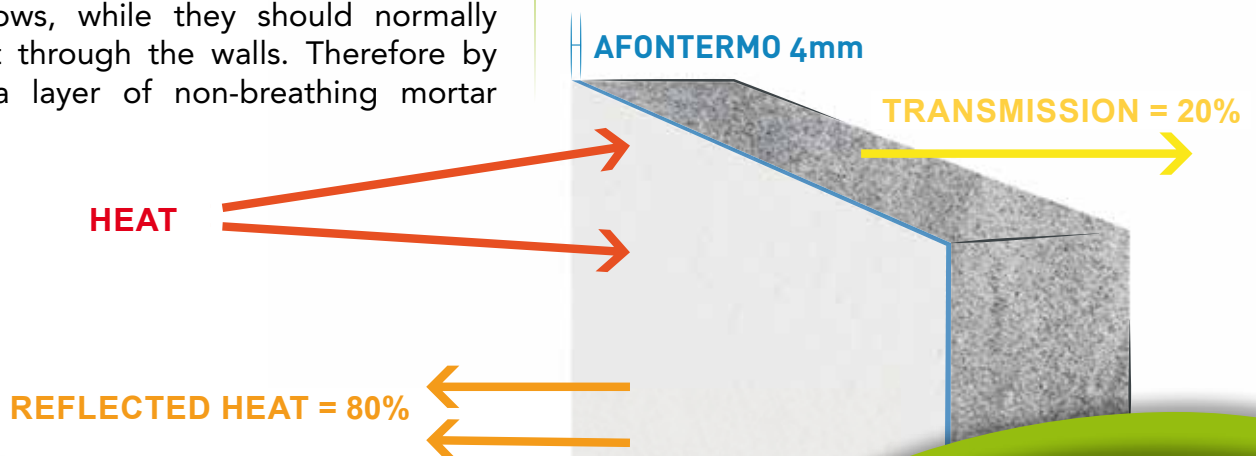 while they should normally
through the walls. Therefore by
a layer of non-breathing mortar
AFONTERMO 4mm
TRANSMISSION = 20%
HEAT
REFLECTED HEAT = 80%